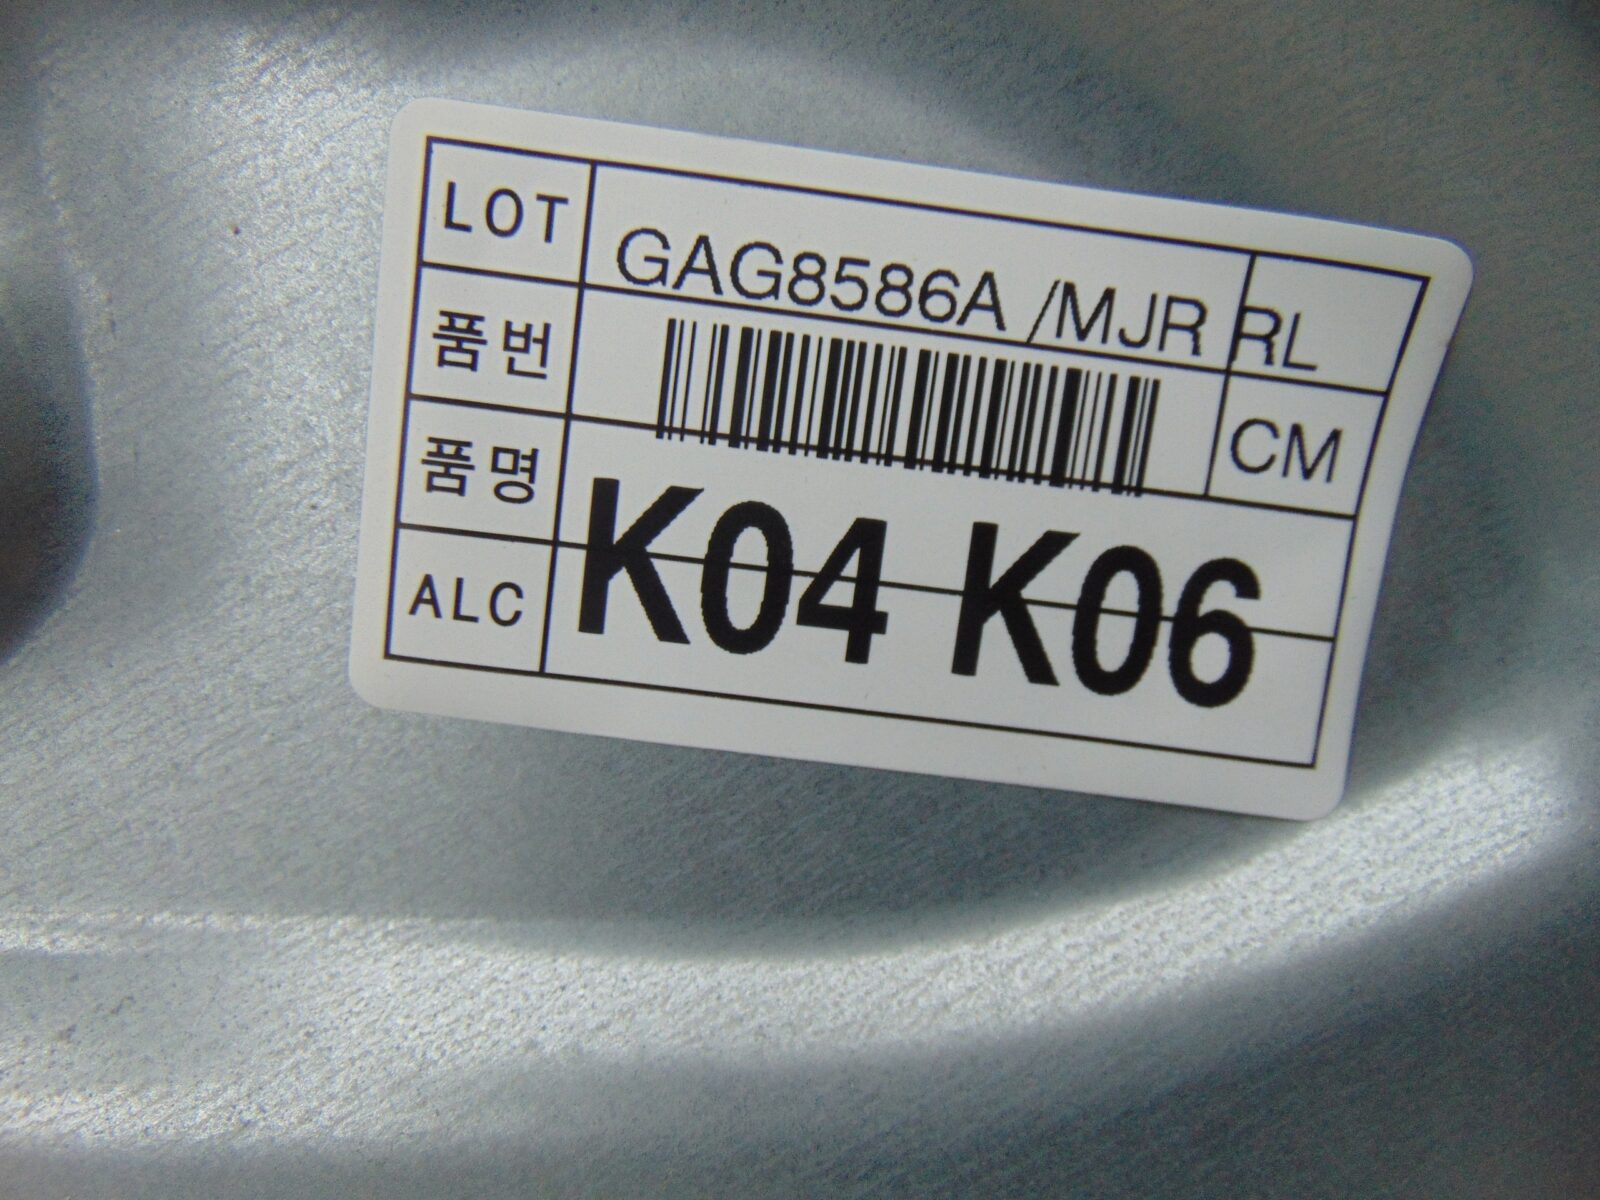 LOT GAG8586A /MJR RL
품번 CM
품명
ALC K04 K06